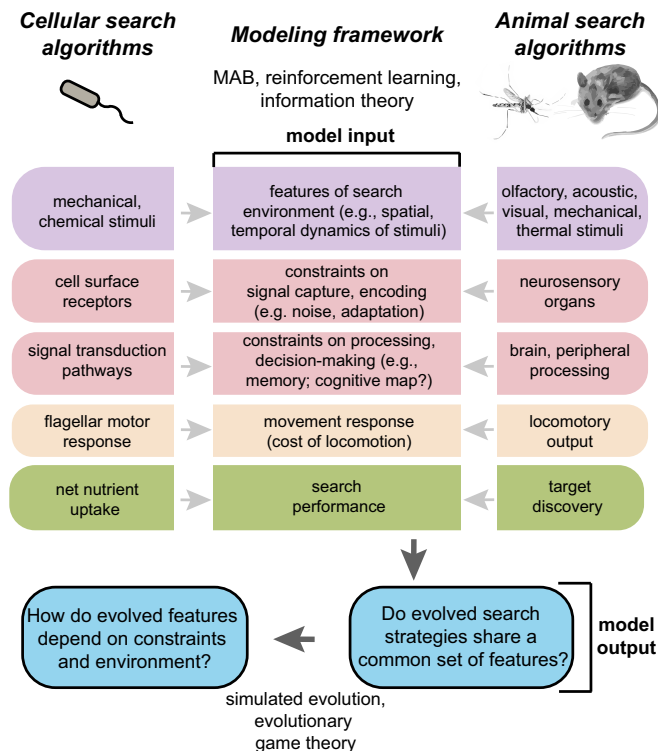 Cellular search
algorithms
Modeling framework
Animal search
algorithms
MAB, reinforcement learning,
information theory
model input
mechanical,
chemical stimuli
features of search
environment (e.g., spatial,
temporal dynamics of stimuli)
olfactory, acoustic,
visual, mechanical,
thermal stimuli
cell surface
receptors
constraints on
signal capture, encoding
(e.g. noise, adaptation)
neurosensory
organs
signal transduction
pathways
constraints on processing,
decision-making (e.g.,
memory; cognitive map?)
brain, peripheral
processing
flagellar motor
response
movement response
(cost of locomotion)
locomotory
output
net nutrient
uptake
search
performance
target
discovery
How do evolved features
depend on constraints
and environment?
Do evolved search
strategies share a
common set of features?
model
output
simulated evolution,
evolutionary
game theory